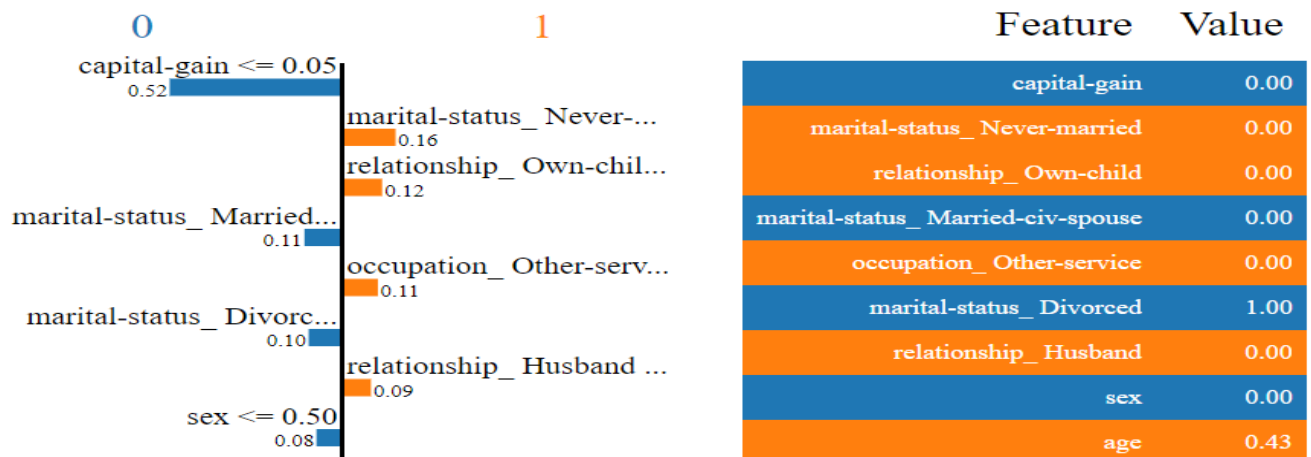 0 1
capital-gain <= 0.05
0.52
marital-status_ Never-...
0.16
relationship_ Own-chil...
0.12
marital-status_ Married...
0.11
occupation_ Other-serv...
0.11
marital-status_ Divorc...
0.10
relationship_ Husband ...
0.09
sex <= 0.50
0.08
Feature Value
capital-gain 0.00
marital-status_ Never-married 0.00
relationship_ Own-child 0.00
marital-status_ Married-civ-spouse 0.00
occupation_ Other-service 0.00
marital-status_ Divorced 1.00
relationship_ Husband 0.00
sex 0.00
age 0.43